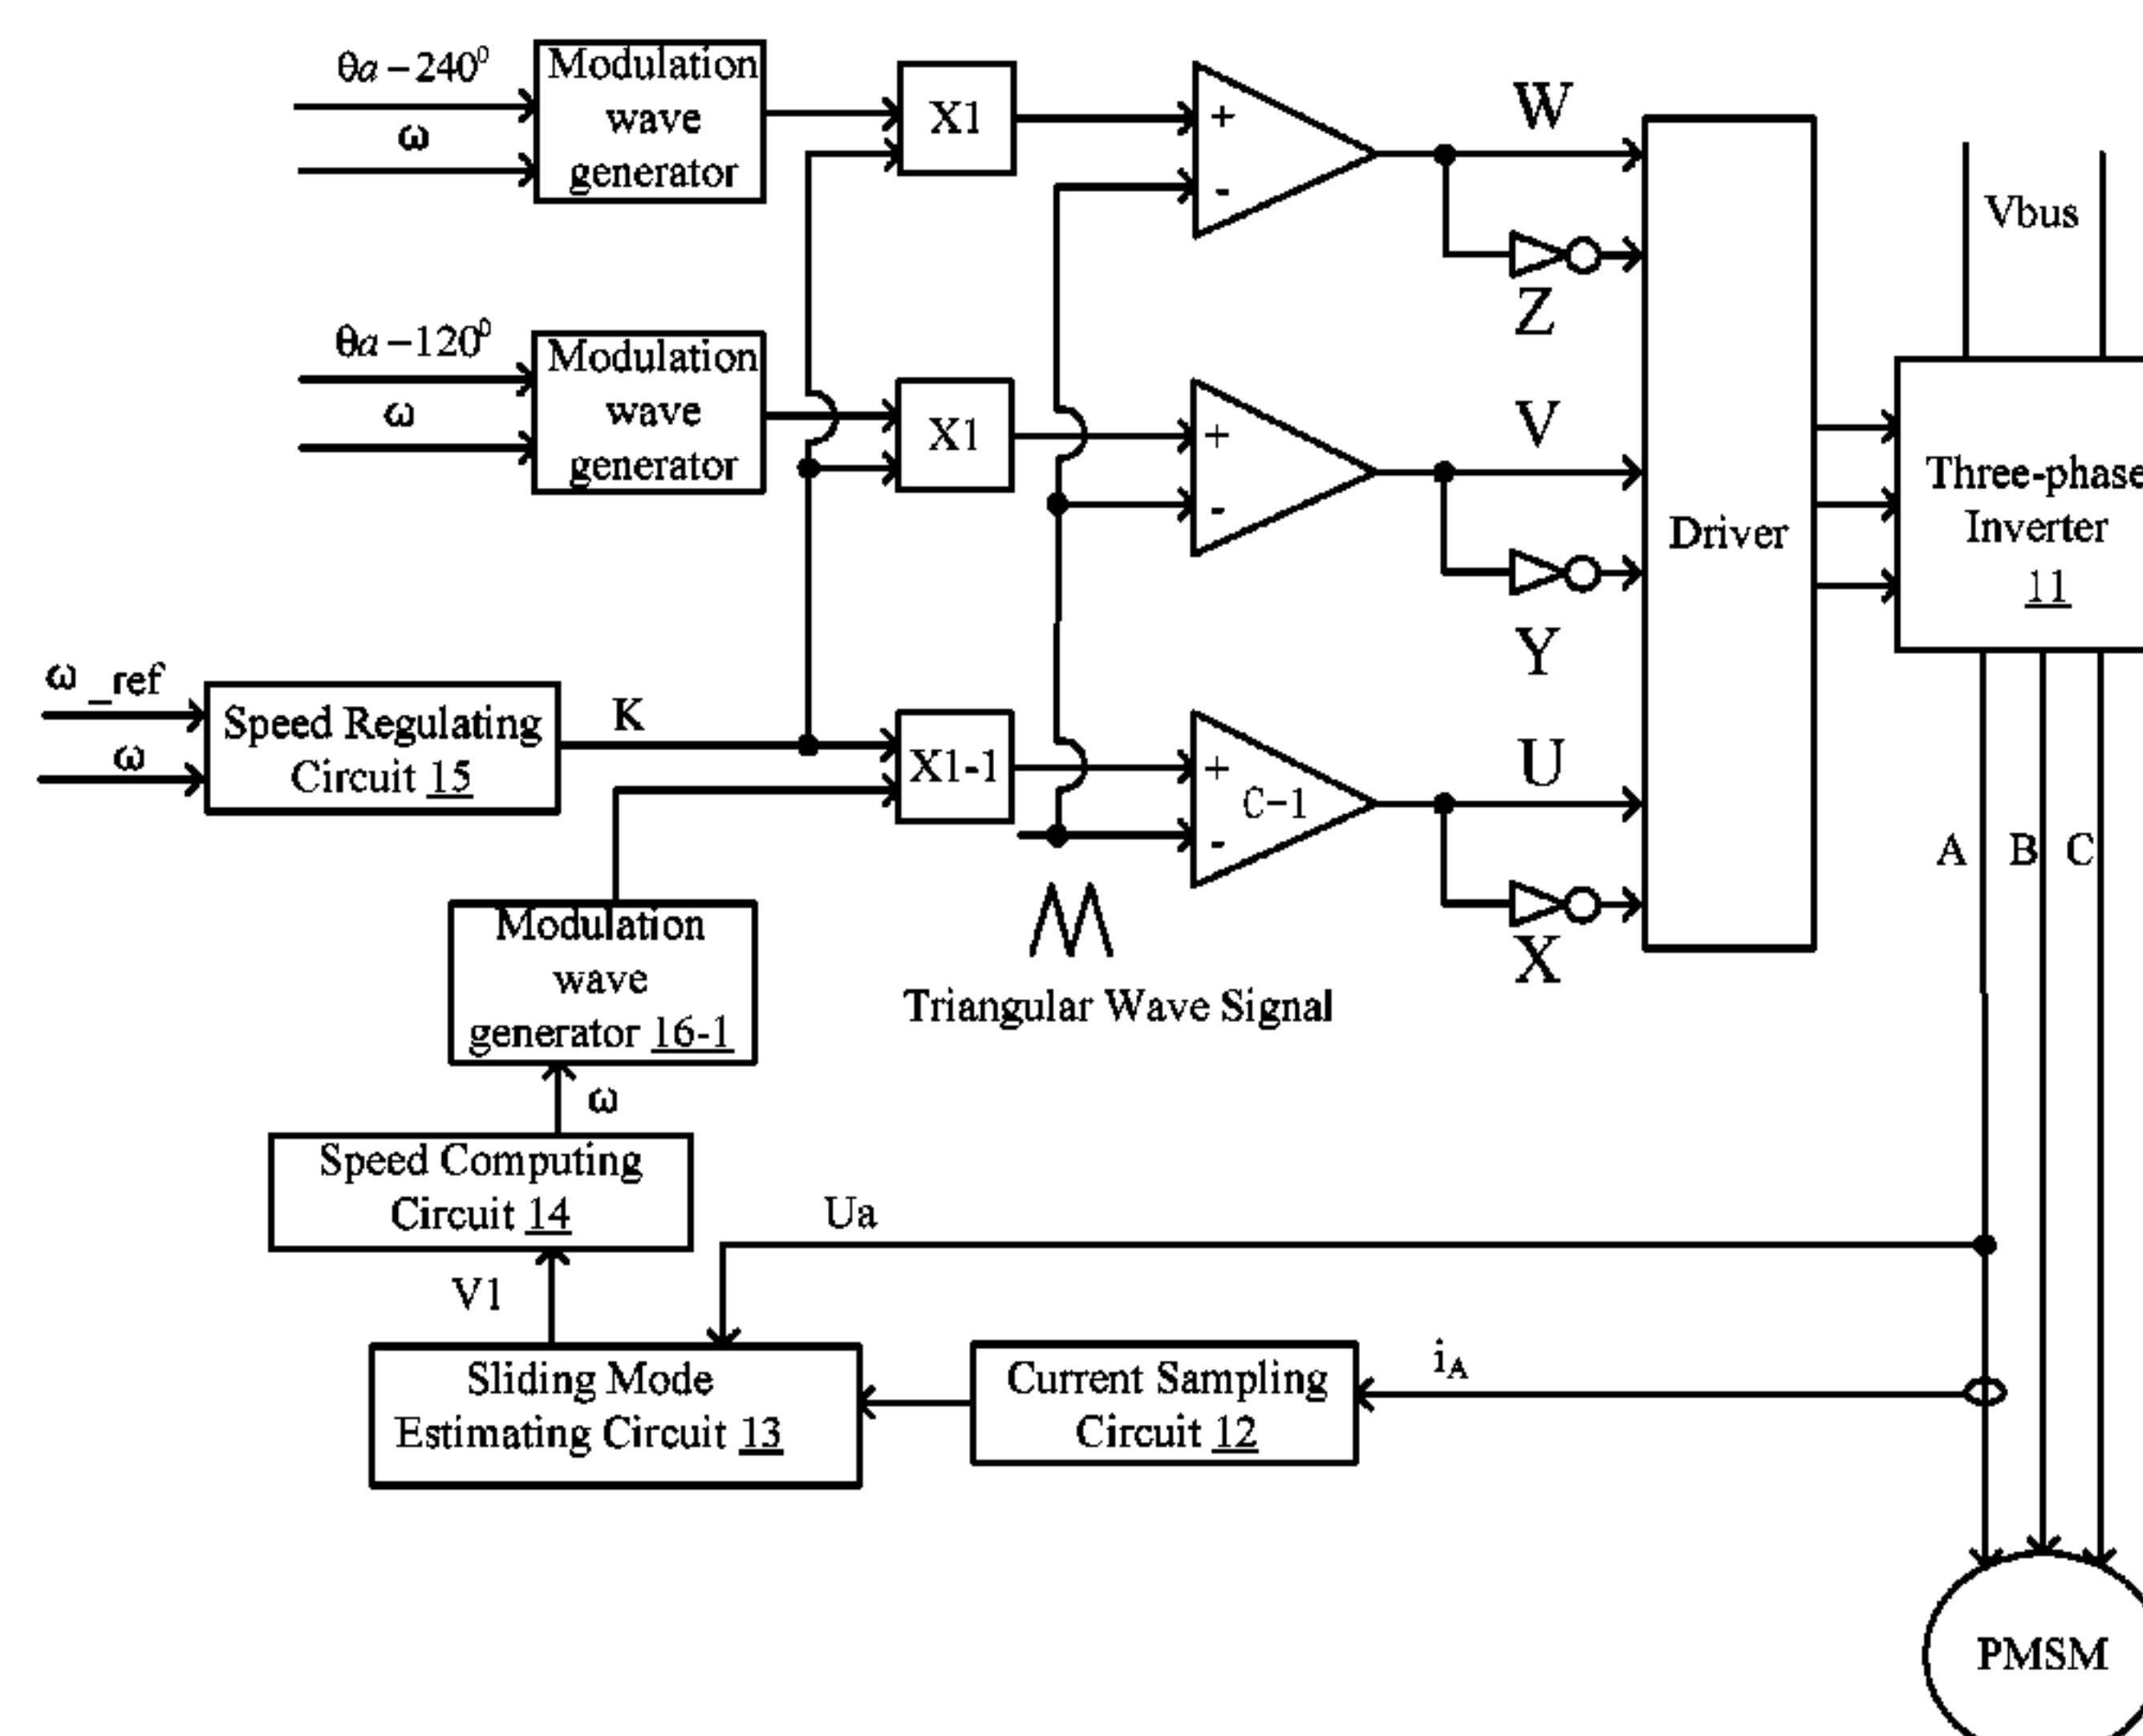 θa – 240⁰
ω
Modulation
wave
generator
X1
+
-
W
Z
Vbus
θa –120⁰
ω
Modulation
wave
generator
X1
+
-
V
Y
Driver
Three-phase
Inverter
11
ω _ref
ω
Speed Regulating
Circuit 15
K
X1-1
+
C-1
-
U
X
A B C
Modulation
wave
generator 16-1
Triangular Wave Signal
ω
Speed Computing
Circuit 14
Ua
V1
Sliding Mode
Estimating Circuit 13
Current Sampling
Circuit 12
iA
PMSM